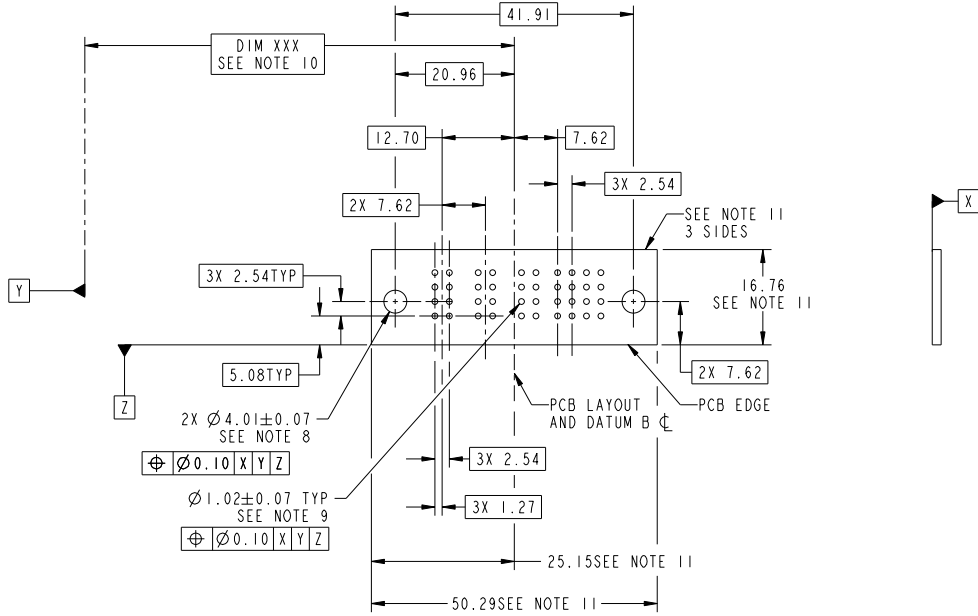 41.91
DIM XXX
SEE NOTE 10
20.96
12.70
7.62
3X 2.54
2X 7.62
X
SEE NOTE 11
3 SIDES
3X 2.54TYP
Y
16.76
SEE NOTE 11
5.08TYP
2X 7.62
Z
PCB LAYOUT
AND DATUM B ℄
PCB EDGE
2X Ø4.01±0.07
SEE NOTE 8
⌖ Ø0.10 X Y Z
3X 2.54
Ø1.02±0.07 TYP
SEE NOTE 9
3X 1.27
⌖ Ø0.10 X Y Z
25.15SEE NOTE 11
50.29SEE NOTE 11